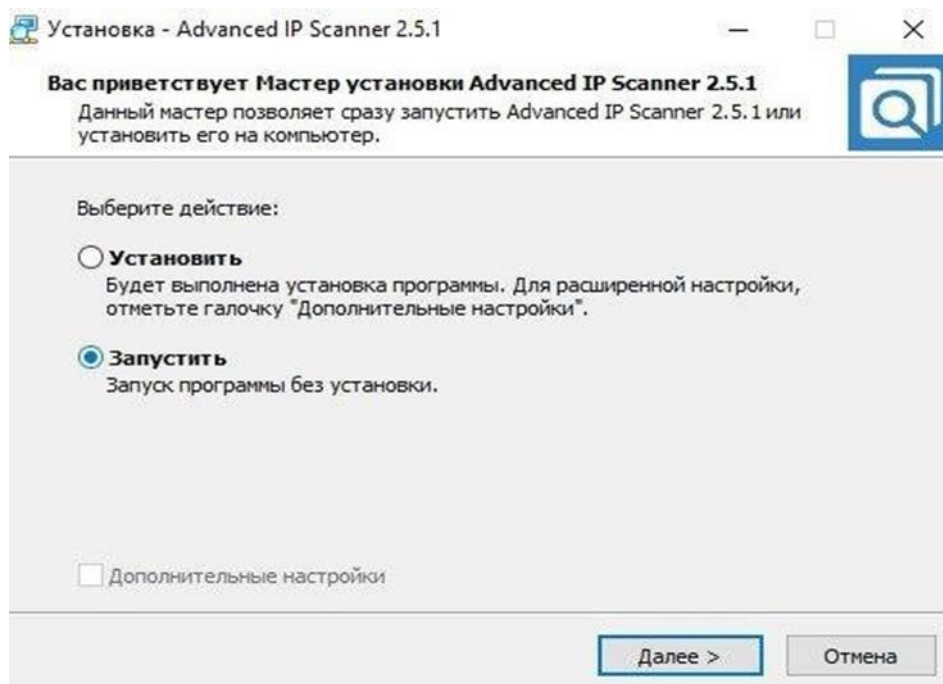 Установка - Advanced IP Scanner 2.5.1
Вас приветствует Мастер установки Advanced IP Scanner 2.5.1
Данный мастер позволяет сразу запустить Advanced IP Scanner 2.5.1 или
установить его на компьютер.
Выберите действие:
Установить
Будет выполнена установка программы. Для расширенной настройки,
отметьте галочку "Дополнительные настройки".
Запустить
Запуск программы без установки.
Дополнительные настройки
Далее >
Отмена